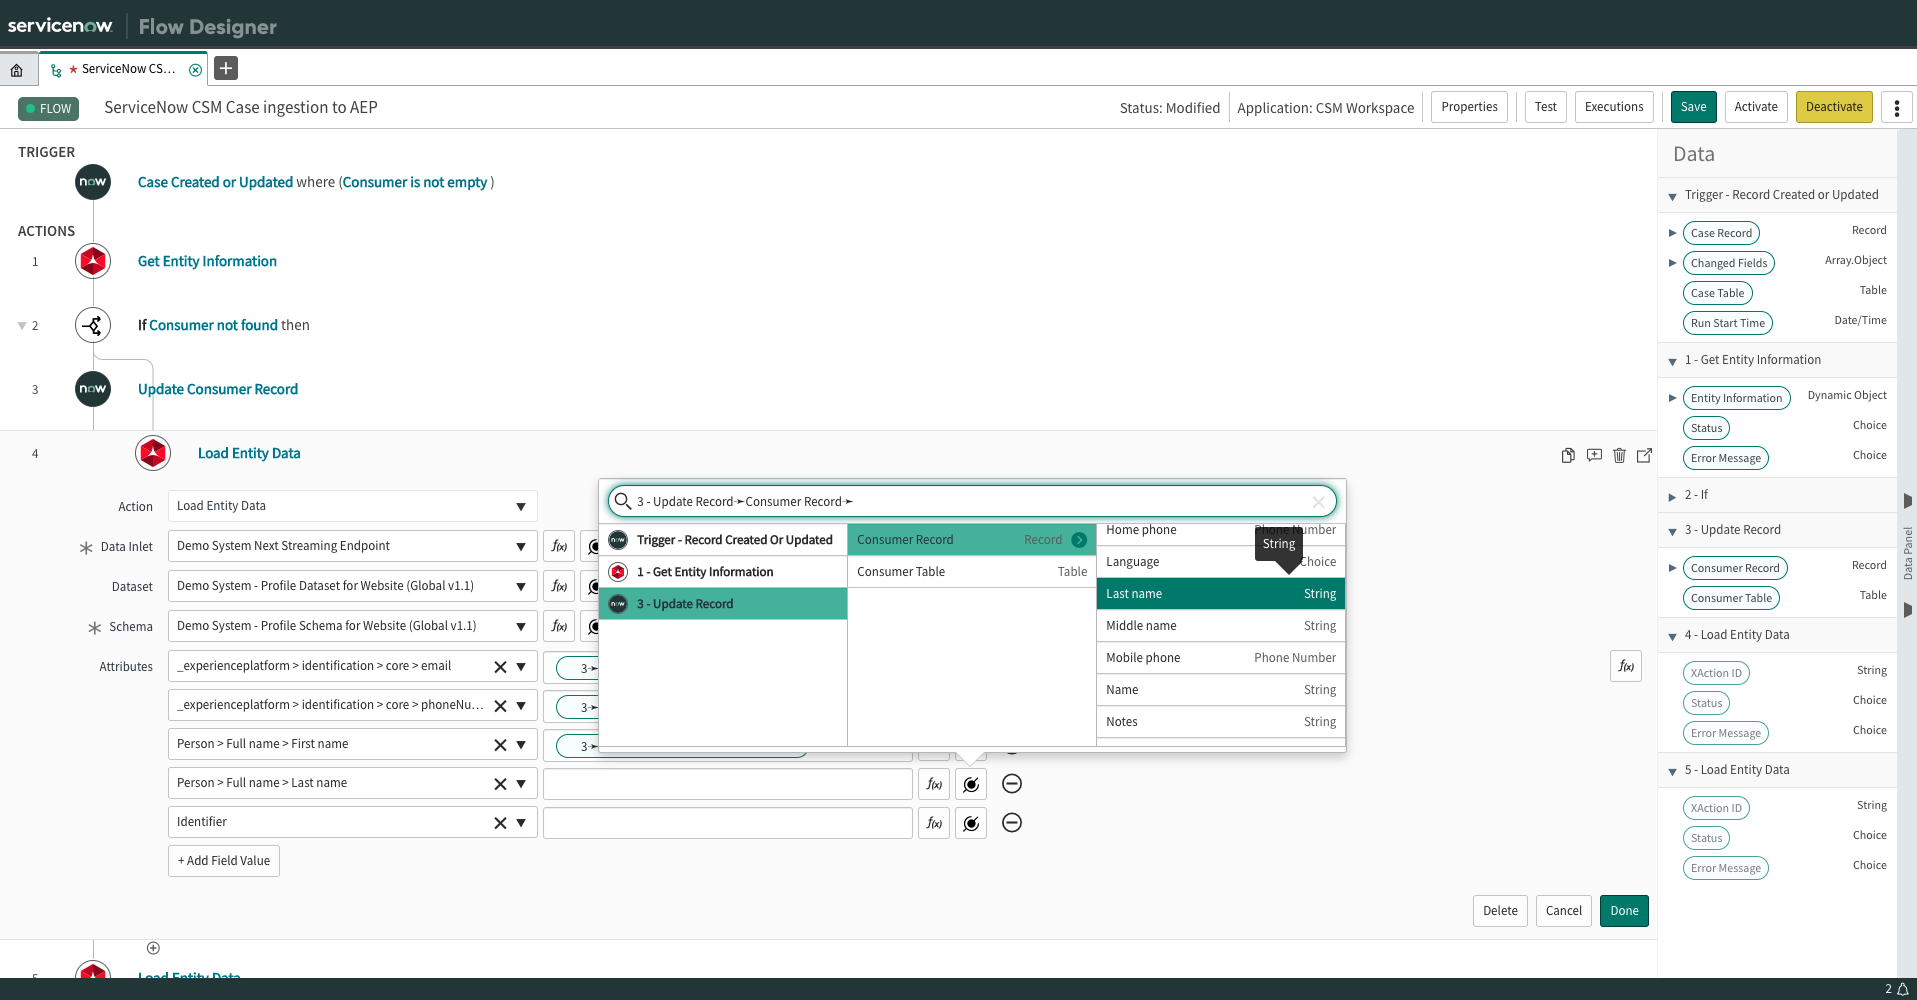 servicenow
Flow Designer
* ServiceNow CS...
FLOW
ServiceNow CSM Case ingestion to AEP
Status: Modified
Application: CSM Workspace
Properties
Test
Executions
Save
Activate
Deactivate
TRIGGER
now
Case Created or Updated where (Consumer is not empty )
ACTIONS
1
Get Entity Information
2
If Consumer not found then
3
now
Update Consumer Record
4
Load Entity Data
Action
Load Entity Data
Data Inlet
Demo System Next Streaming Endpoint
f(x)
Dataset
Demo System - Profile Dataset for Website (Global v1.1)
f(x)
Schema
Demo System - Profile Schema for Website (Global v1.1)
f(x)
Attributes
_experienceplatform > identification > core > email
3➛
f(x)
_experienceplatform > identification > core > phoneNu...
3➛
Person > Full name > First name
3➛
Person > Full name > Last name
f(x)
Identifier
f(x)
+ Add Field Value
3 - Update Record➛Consumer Record➛
now
Trigger - Record Created Or Updated
1 - Get Entity Information
now
3 - Update Record
Consumer Record
Record
Consumer Table
Table
Home phone
Phone Number
Language
Choice
String
Last name
String
Middle name
String
Mobile phone
Phone Number
Name
String
Notes
String
Delete
Cancel
Done
5
Load Entity Data
Data
Trigger - Record Created or Updated
Case Record
Record
Changed Fields
Array.Object
Case Table
Table
Run Start Time
Date/Time
1 - Get Entity Information
Entity Information
Dynamic Object
Status
Choice
Error Message
Choice
2 - If
3 - Update Record
Consumer Record
Record
Consumer Table
Table
4 - Load Entity Data
XAction ID
String
Status
Choice
Error Message
Choice
5 - Load Entity Data
XAction ID
String
Status
Choice
Error Message
Choice
Data Panel
2